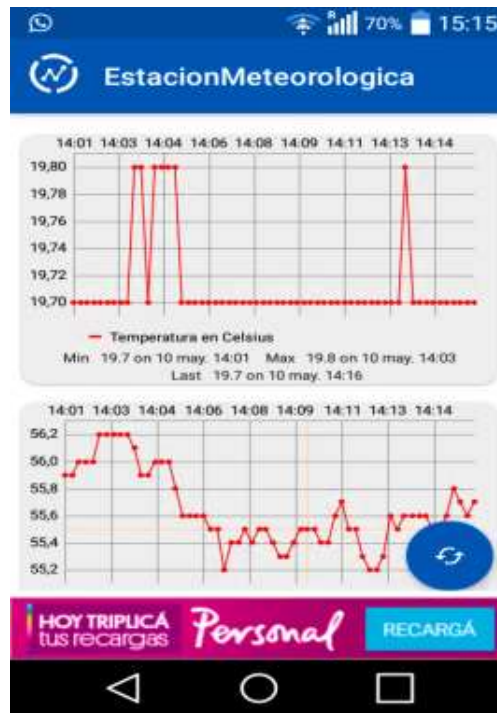 R 70% 15:15
EstacionMeteorologica
14:01 14:03 14:04 14:06 14:08 14:09 14:11 14:13 14:14
19,80
19,78
19,76
19,74
19,72
19,70
Temperatura en Celsius
Min 19.7 on 10 may. 14:01 Max 19.8 on 10 may. 14:03
Last 19.7 on 10 may. 14:16
14:01 14:03 14:04 14:06 14:08 14:09 14:11 14:13 14:14
56,2
56,0
55,8
55,6
55,4
55,2
HOY TRIPLICÁ
tus recargas
Personal
RECARGÁ